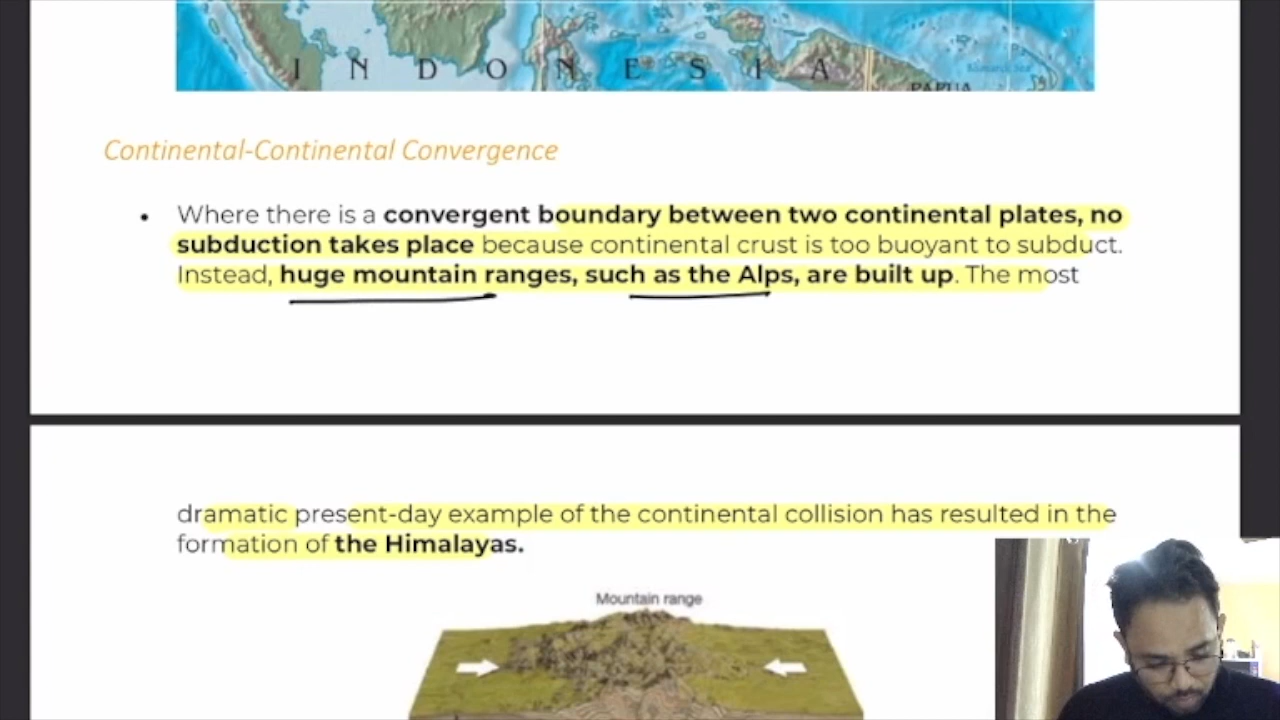 I N D O N E S I A
Bismarck Sea
PAPUA
Continental-Continental Convergence
• Where there is a convergent boundary between two continental plates, no
subduction takes place because continental crust is too buoyant to subduct.
Instead, huge mountain ranges, such as the Alps, are built up. The most
dramatic present-day example of the continental collision has resulted in the
formation of the Himalayas.
Mountain range